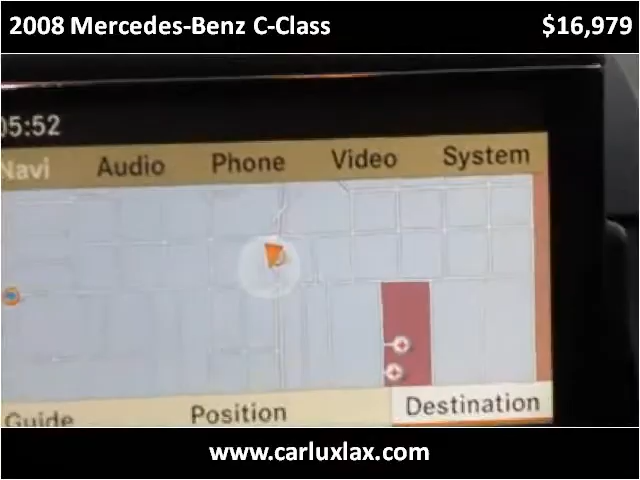 2008 Mercedes-Benz C-Class $16,979
05:52
Navi Audio Phone Video System
Guide Position Destination
www.carluxlax.com